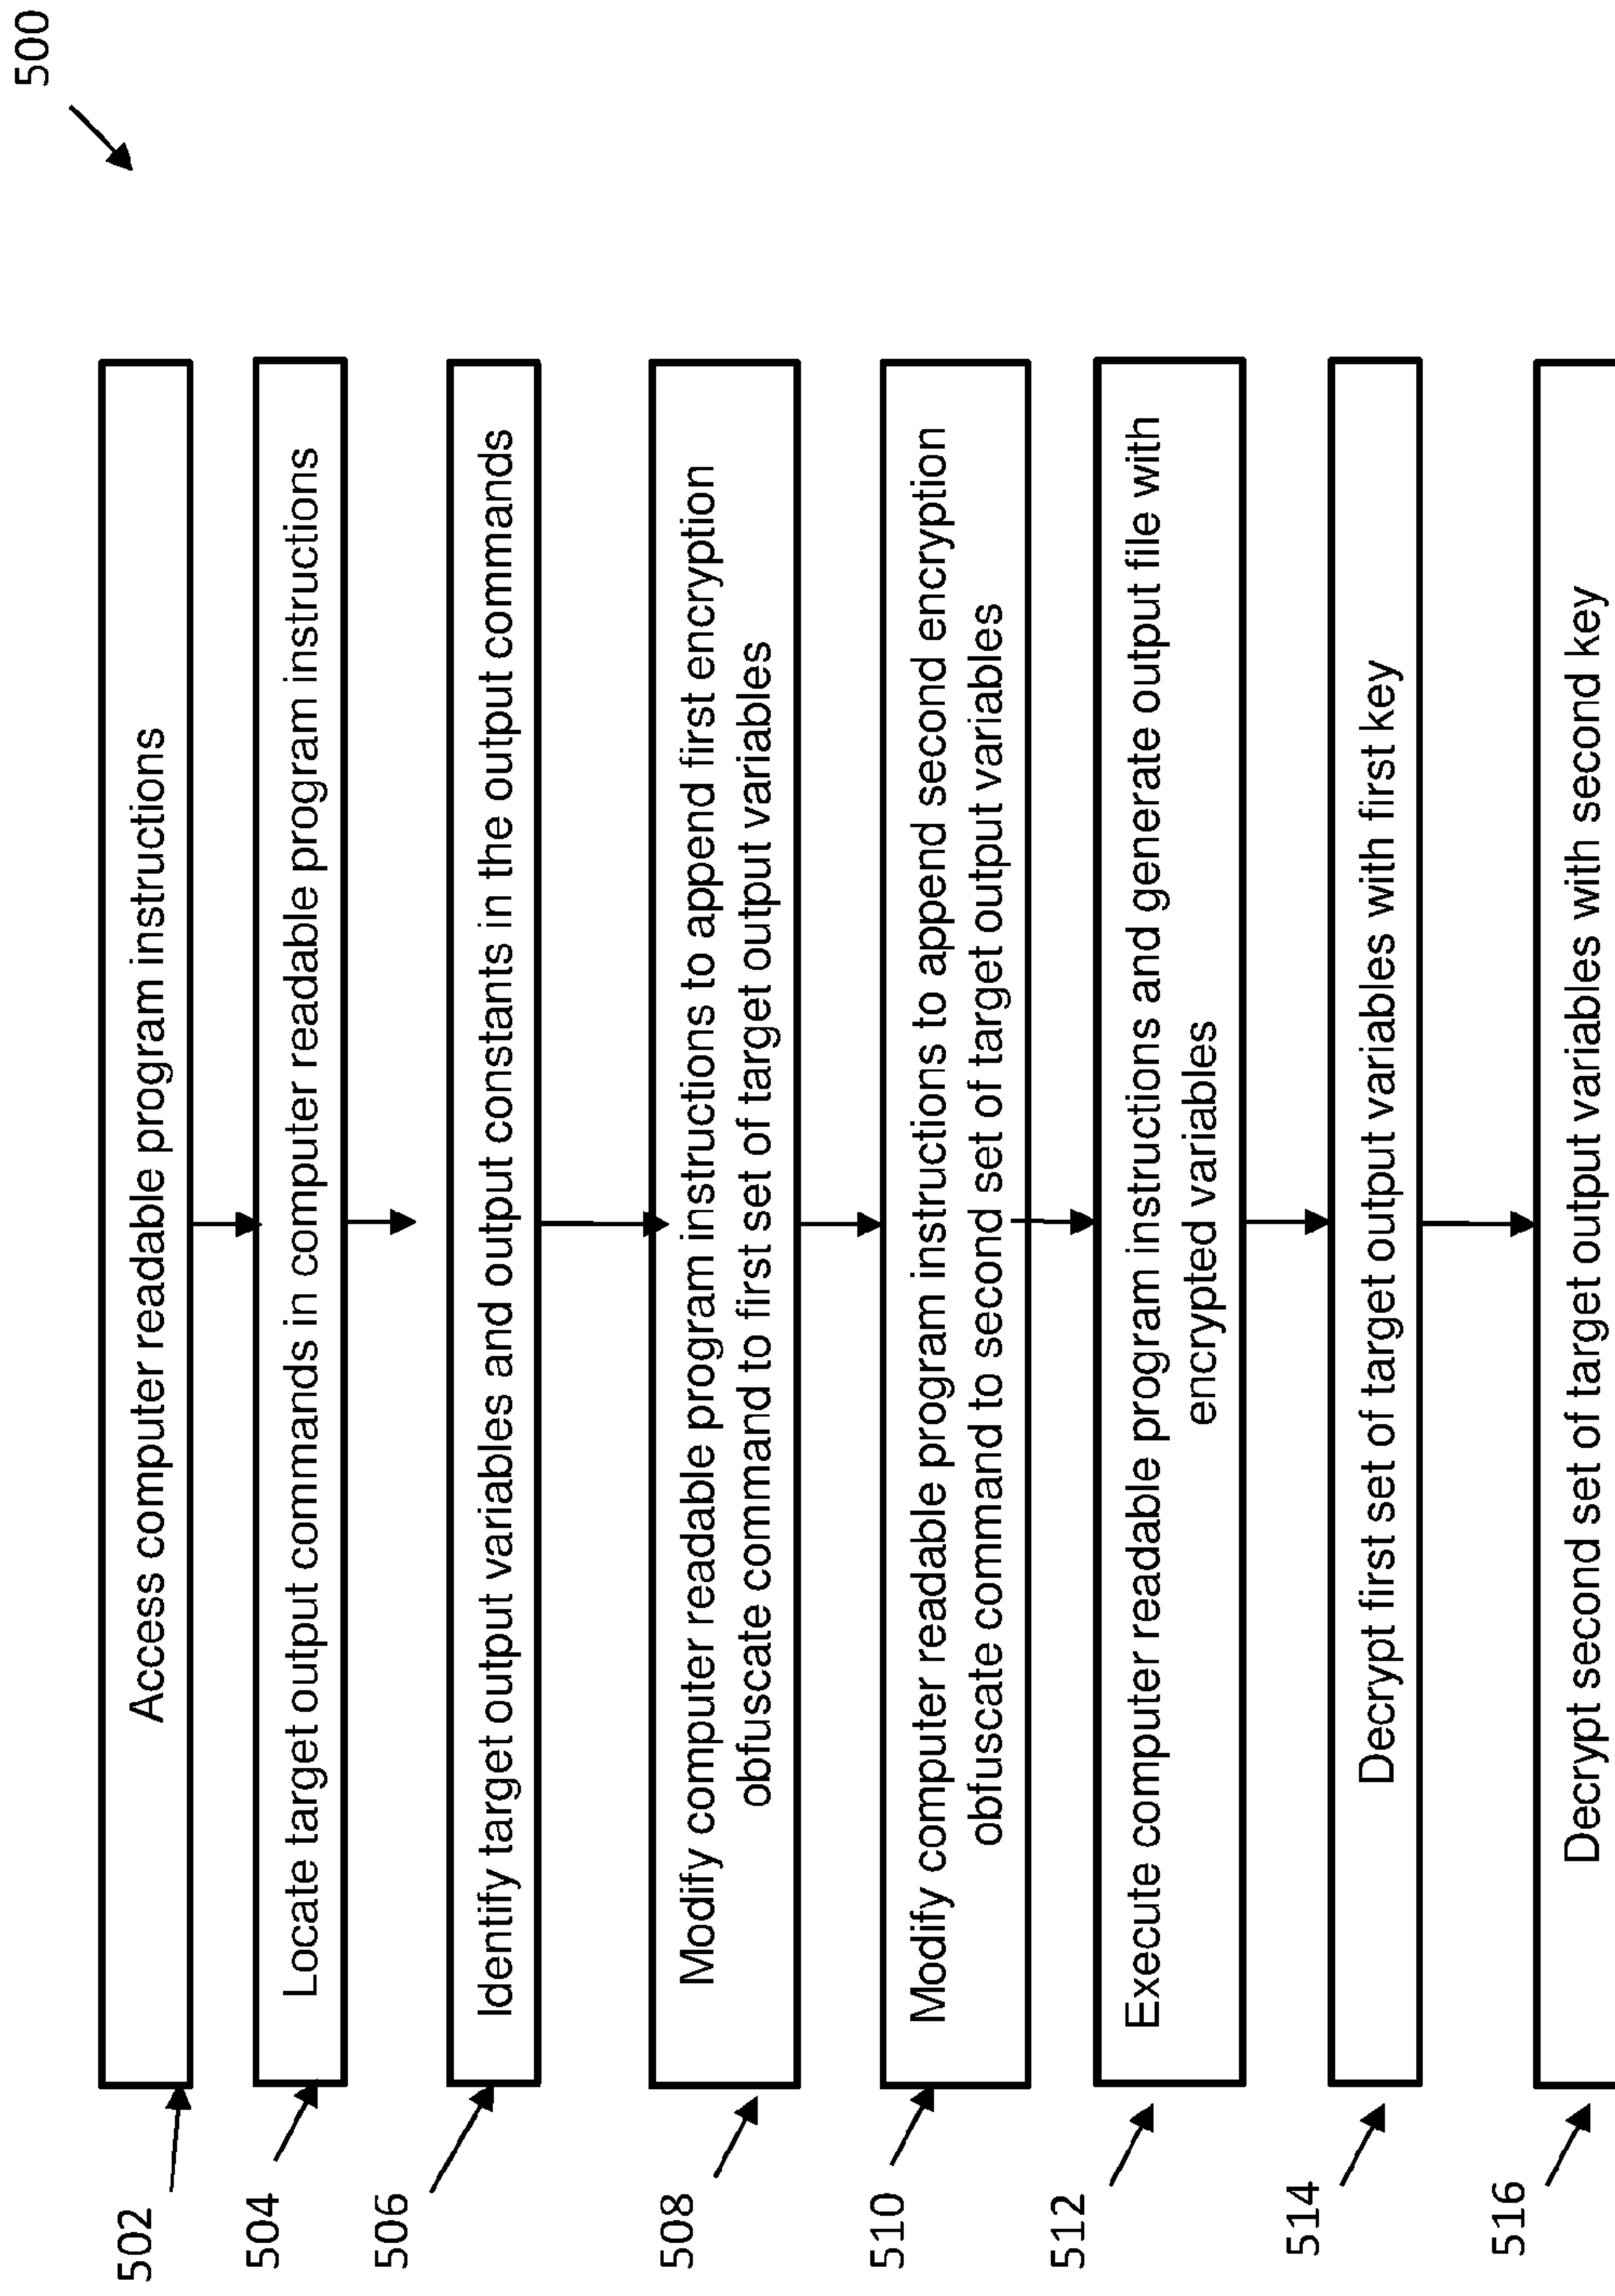 500
502
Access computer readable program instructions
504
Locate target output commands in computer readable program instructions
506
Identify target output variables and output constants in the output commands
508
Modify computer readable program instructions to append first encryption
obfuscate command to first set of target output variables
510
Modify computer readable program instructions to append second encryption
obfuscate command to second set of target output variables
512
Execute computer readable program instructions and generate output file with
encrypted variables
514
Decrypt first set of target output variables with first key
516
Decrypt second set of target output variables with second key